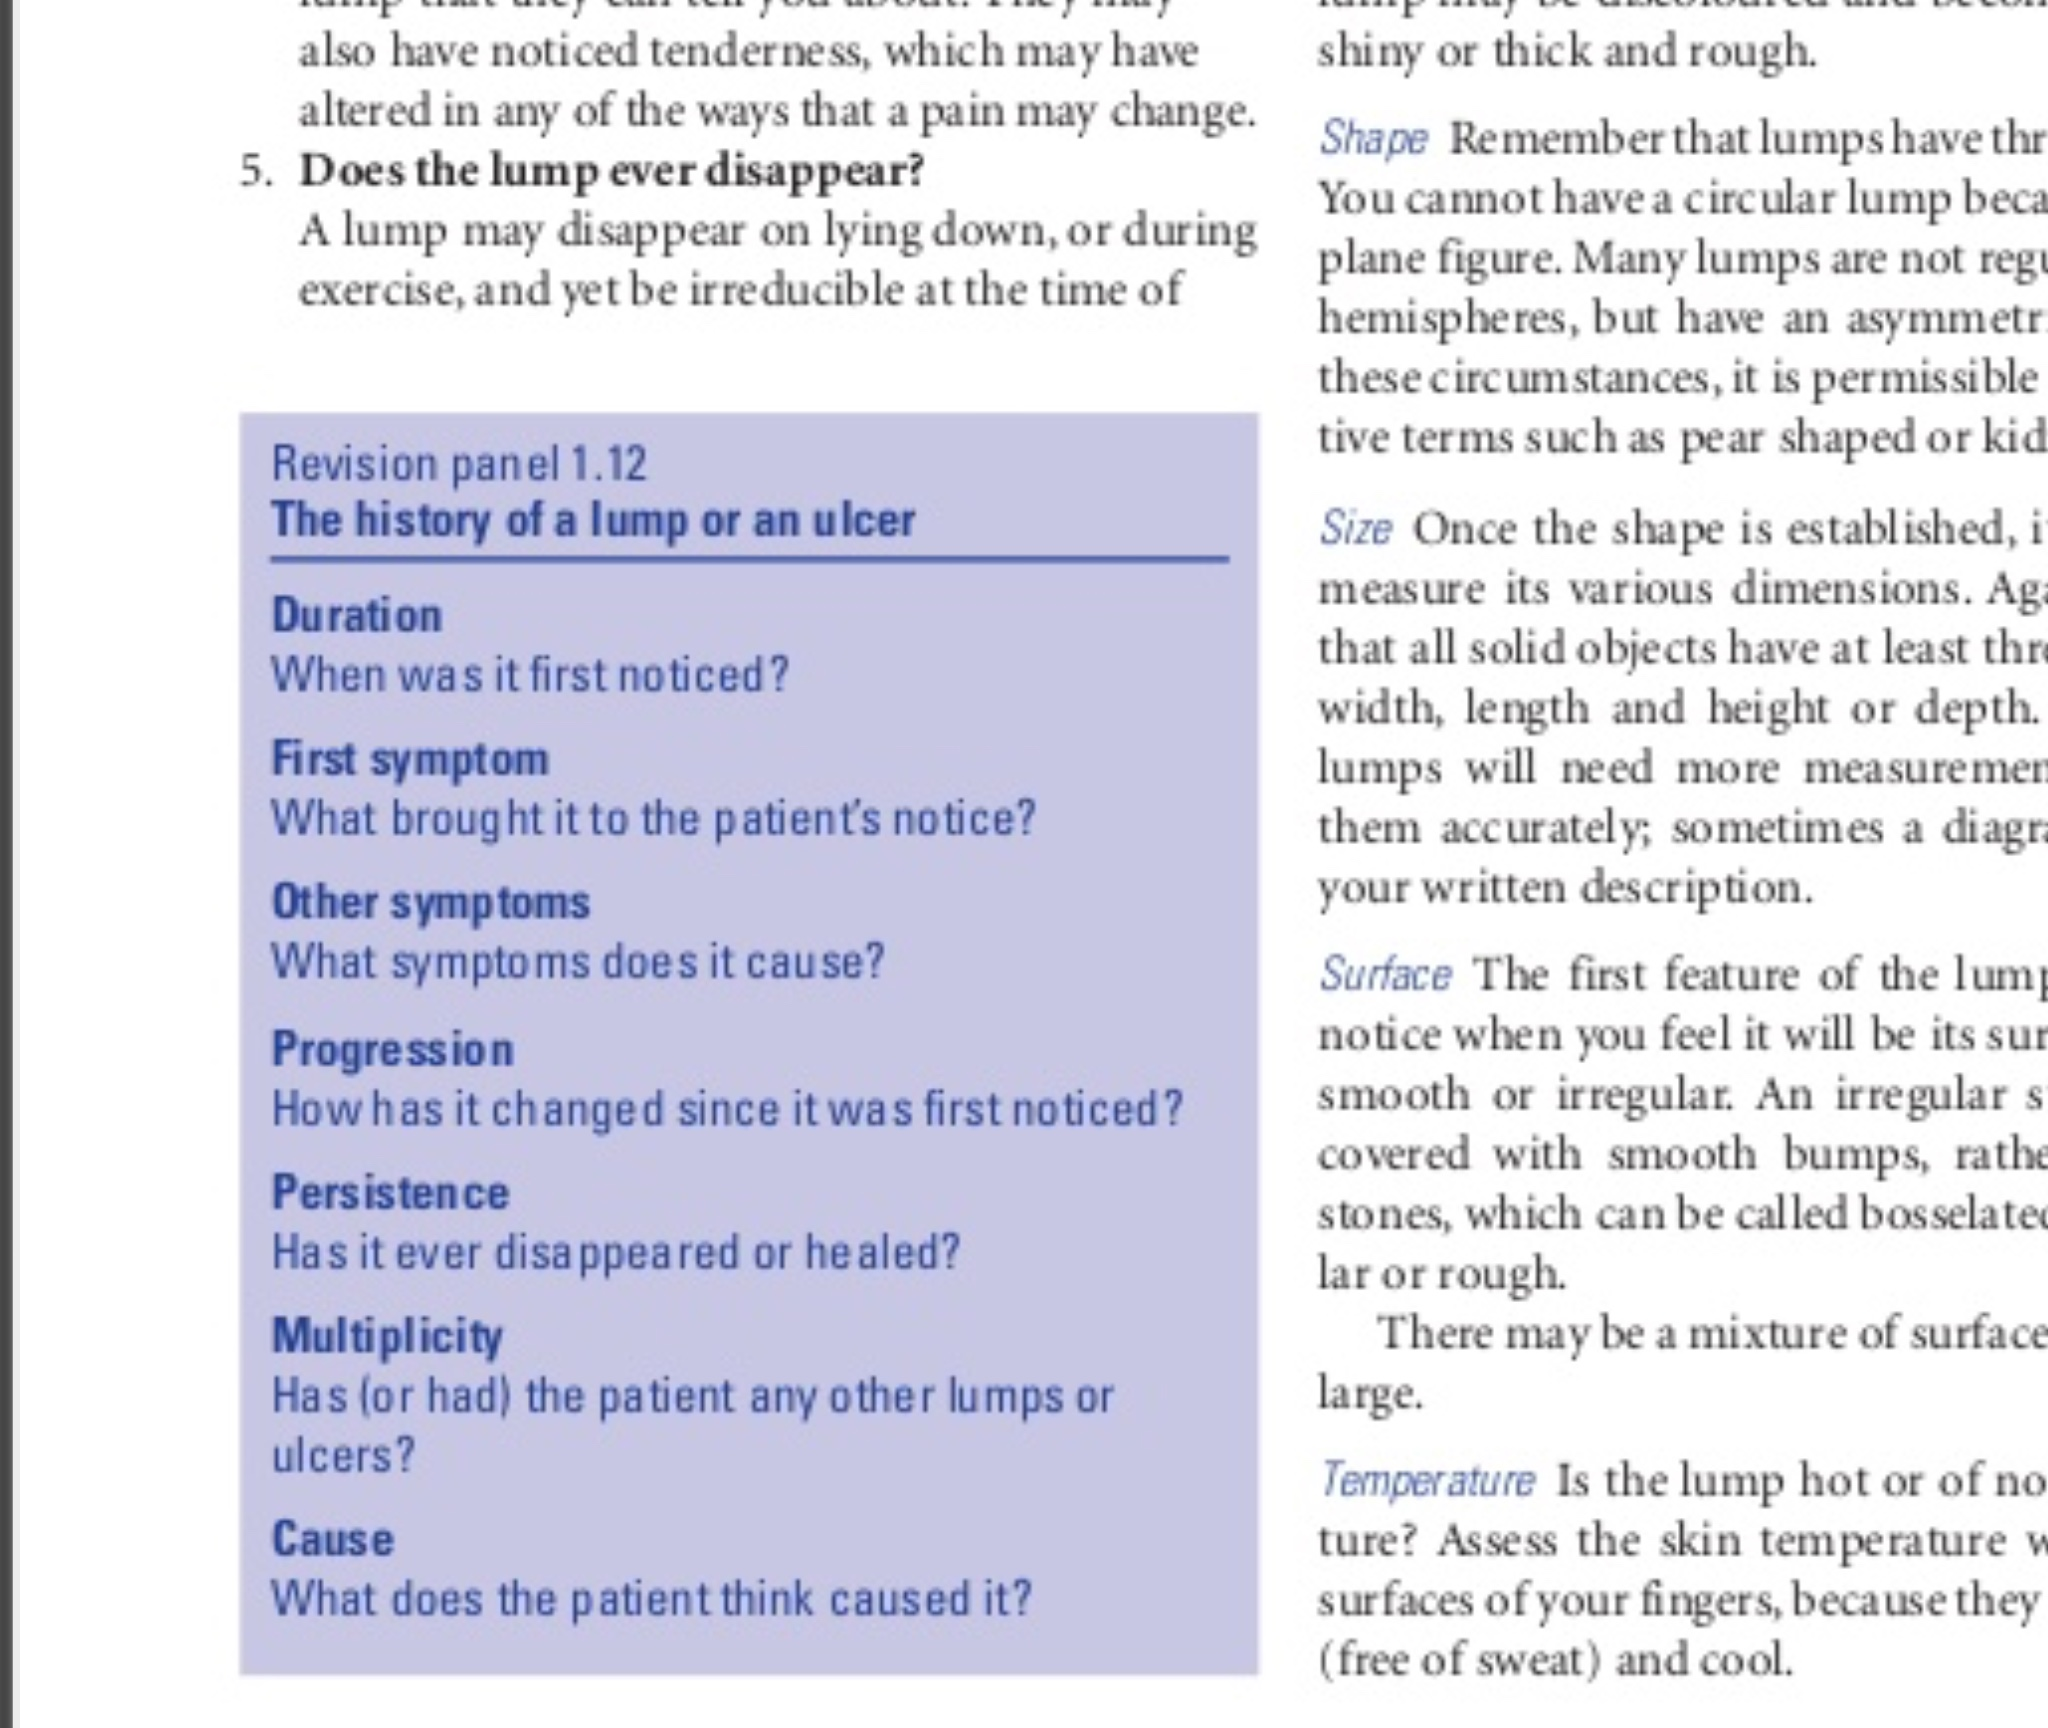 also have noticed tenderness, which may have
altered in any of the ways that a pain may change.
5. Does the lump ever disappear?
A lump may disappear on lying down, or during
exercise, and yet be irreducible at the time of
Revision panel 1.12
The history of a lump or an ulcer
Duration
When was it first noticed?
First symptom
What brought it to the patient's notice?
Other symptoms
What symptoms does it cause?
Progression
How has it changed since it was first noticed?
Persistence
Has it ever disappeared or healed?
Multiplicity
Has (or had) the patient any other lumps or
ulcers?
Cause
What does the patient think caused it?
shiny or thick and rough.
Shape Remember that lumps have
You cannot have a circular lump
plane figure. Many lumps are not
hemispheres, but have an
these circumstances, it is permissible
tive terms such as pear shaped or
Size Once the shape is established,
measure its various dimensions.
that all solid objects have at least
width, length and height or depth.
lumps will need more
them accurately; sometimes a
your written description.
Surface The first feature of the
notice when you feel it will be its
smooth or irregular. An irregular
covered with smooth bumps,
stones, which can be called
lar or rough.
There may be a mixture of
large.
Temperature Is the lump hot or of
ture? Assess the skin temperature
surfaces of your fingers, because they
(free of sweat) and cool.